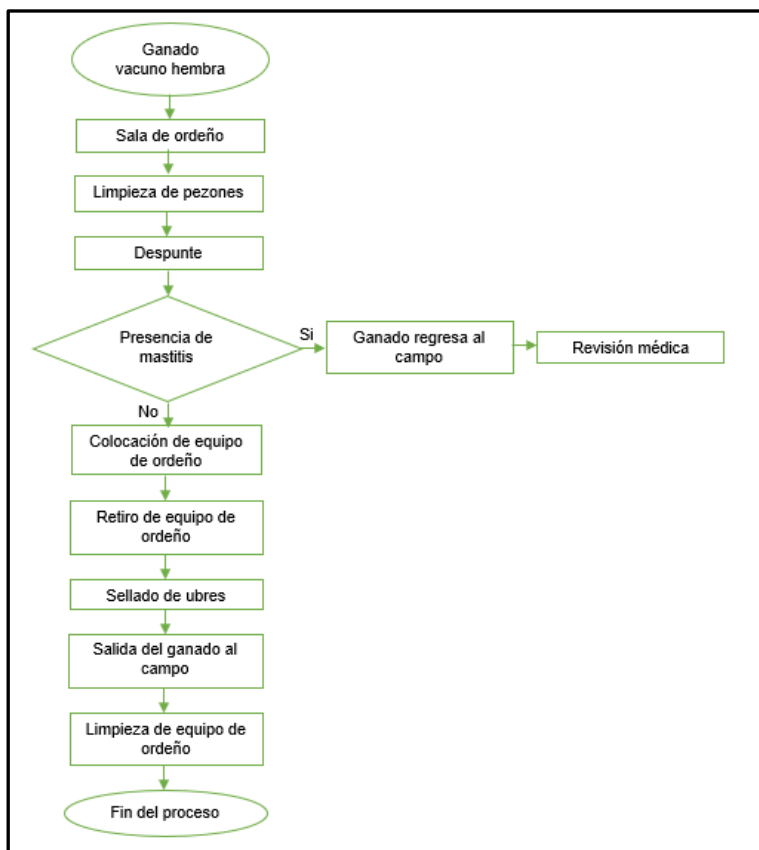 Ganado
vacuno hembra
Sala de ordeño
Limpieza de pezones
Despunte
Presencia de
mastitis
Si
Ganado regresa al
campo
Revisión médica
No
Colocación de equipo
de ordeño
Retiro de equipo de
ordeño
Sellado de ubres
Salida del ganado al
campo
Limpieza de equipo de
ordeño
Fin del proceso